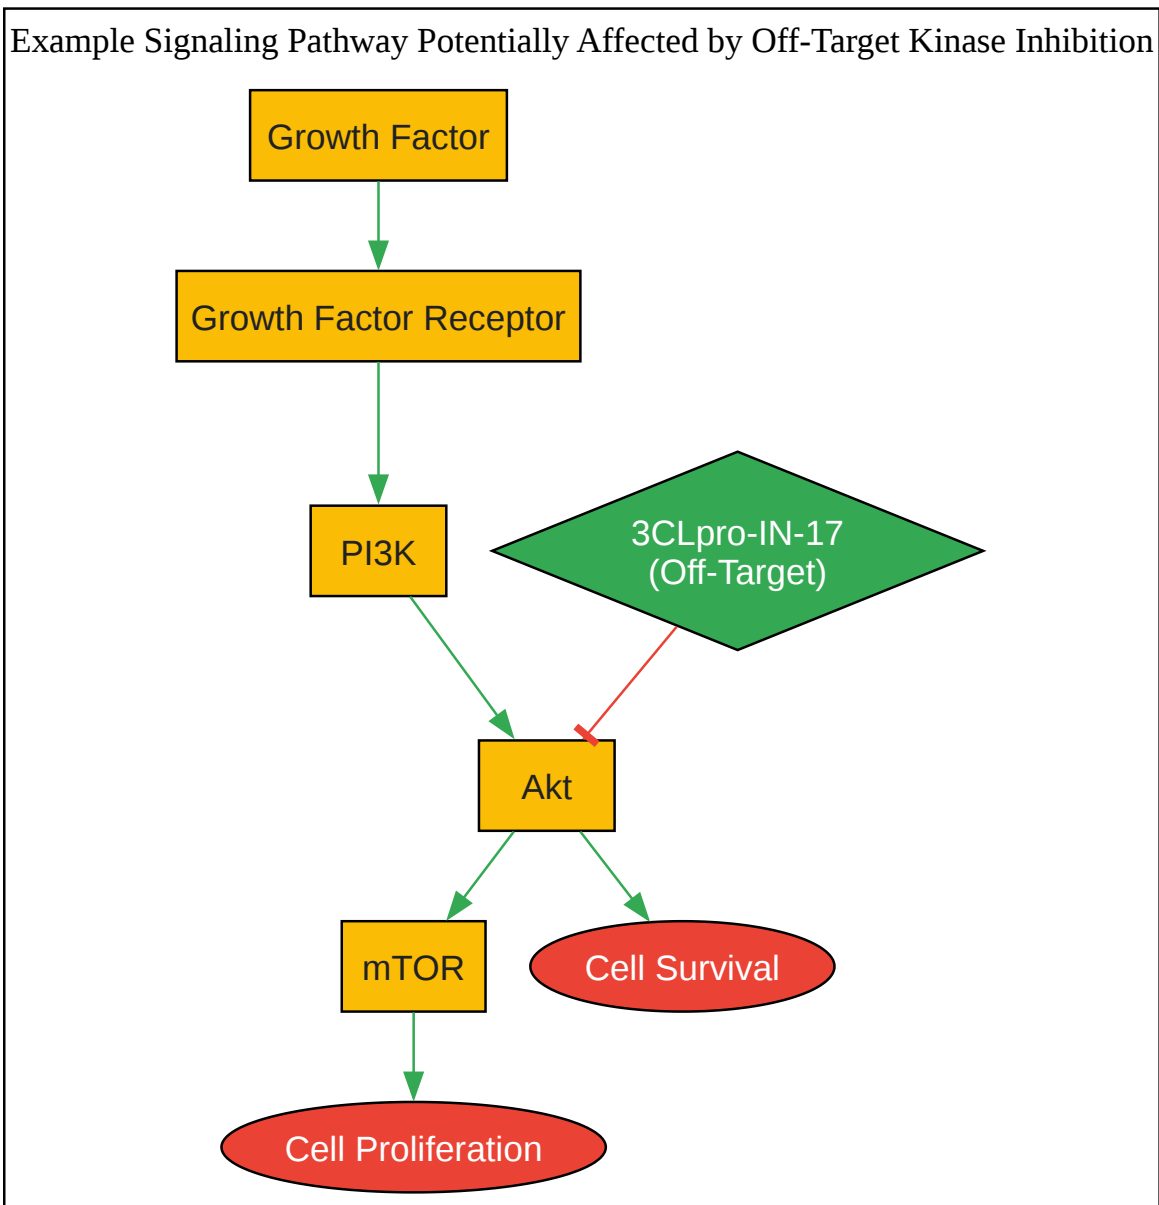 Example Signaling Pathway Potentially Affected by Off-Target Kinase Inhibition
Growth Factor
Growth Factor Receptor
PI3K
3CLpro-IN-17
(Off-Target)
Akt
mTOR
Cell Survival
Cell Proliferation